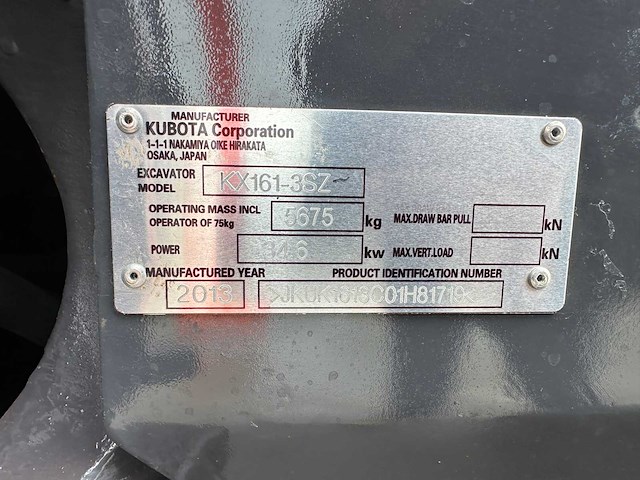 MANUFACTURER
KUBOTA Corporation
1-1-1 NAKAMIYA OIKE HIRAKATA
OSAKA, JAPAN
EXCAVATOR MODEL KX161-3SZ~
OPERATING MASS INCL OPERATOR OF 75kg 5675 kg MAX.DRAW BAR PULL kN
POWER kw MAX.VERT.LOAD kN
MANUFACTURED YEAR PRODUCT IDENTIFICATION NUMBER